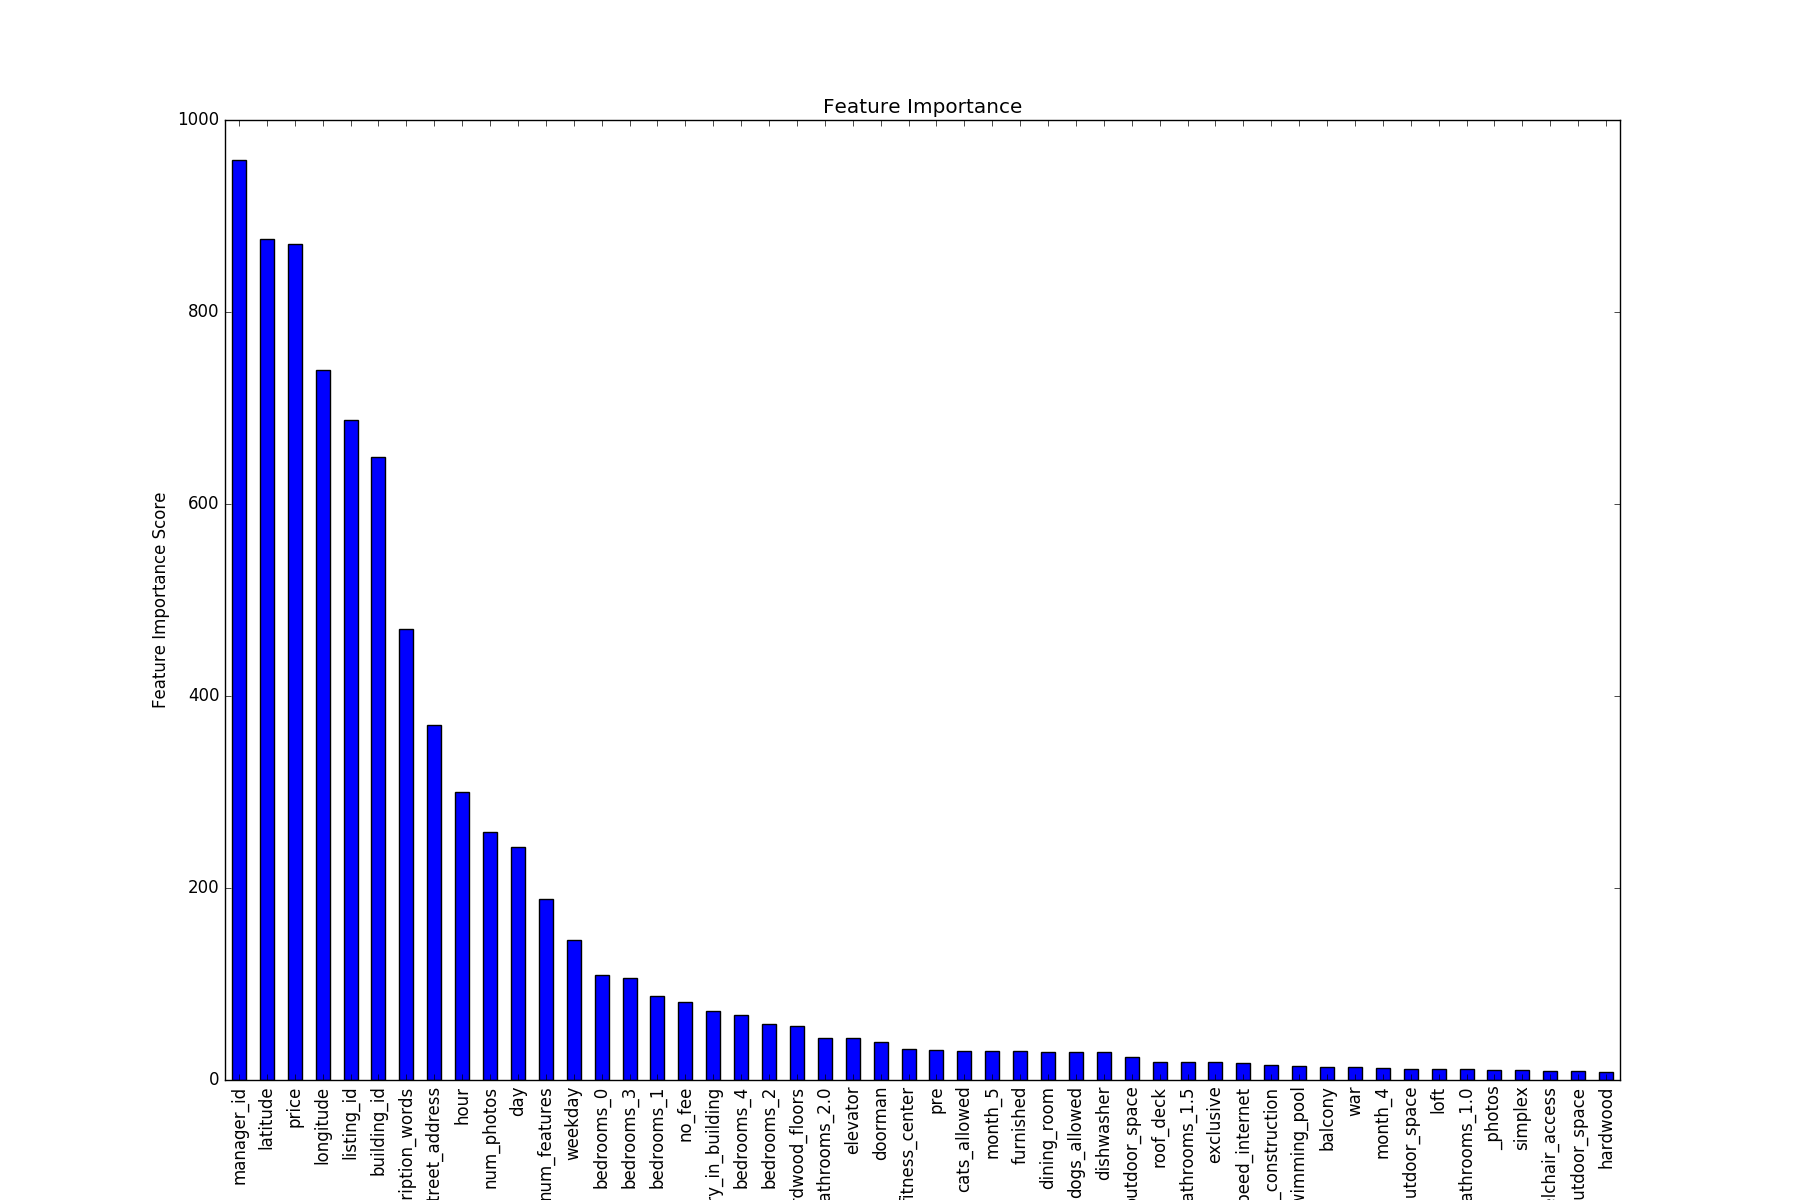 Feature Importance
1000
800
600
400
200
0
Feature Importance Score
manager_id
latitude
price
longitude
listing_id
building_id
ription_words
treet_address
hour
num_photos
day
num_features
weekday
bedrooms_0
bedrooms_3
bedrooms_1
no_fee
ry_in_building
bedrooms_4
bedrooms_2
rdwood_floors
athrooms_2.0
elevator
doorman
fitness_center
pre
cats_allowed
month_5
furnished
dining_room
dogs_allowed
dishwasher
outdoor_space
roof_deck
athrooms_1.5
exclusive
peed_internet
_construction
wimming_pool
balcony
war
month_4
utdoor_space
loft
athrooms_1.0
_photos
simplex
elchair_access
utdoor_space
hardwood